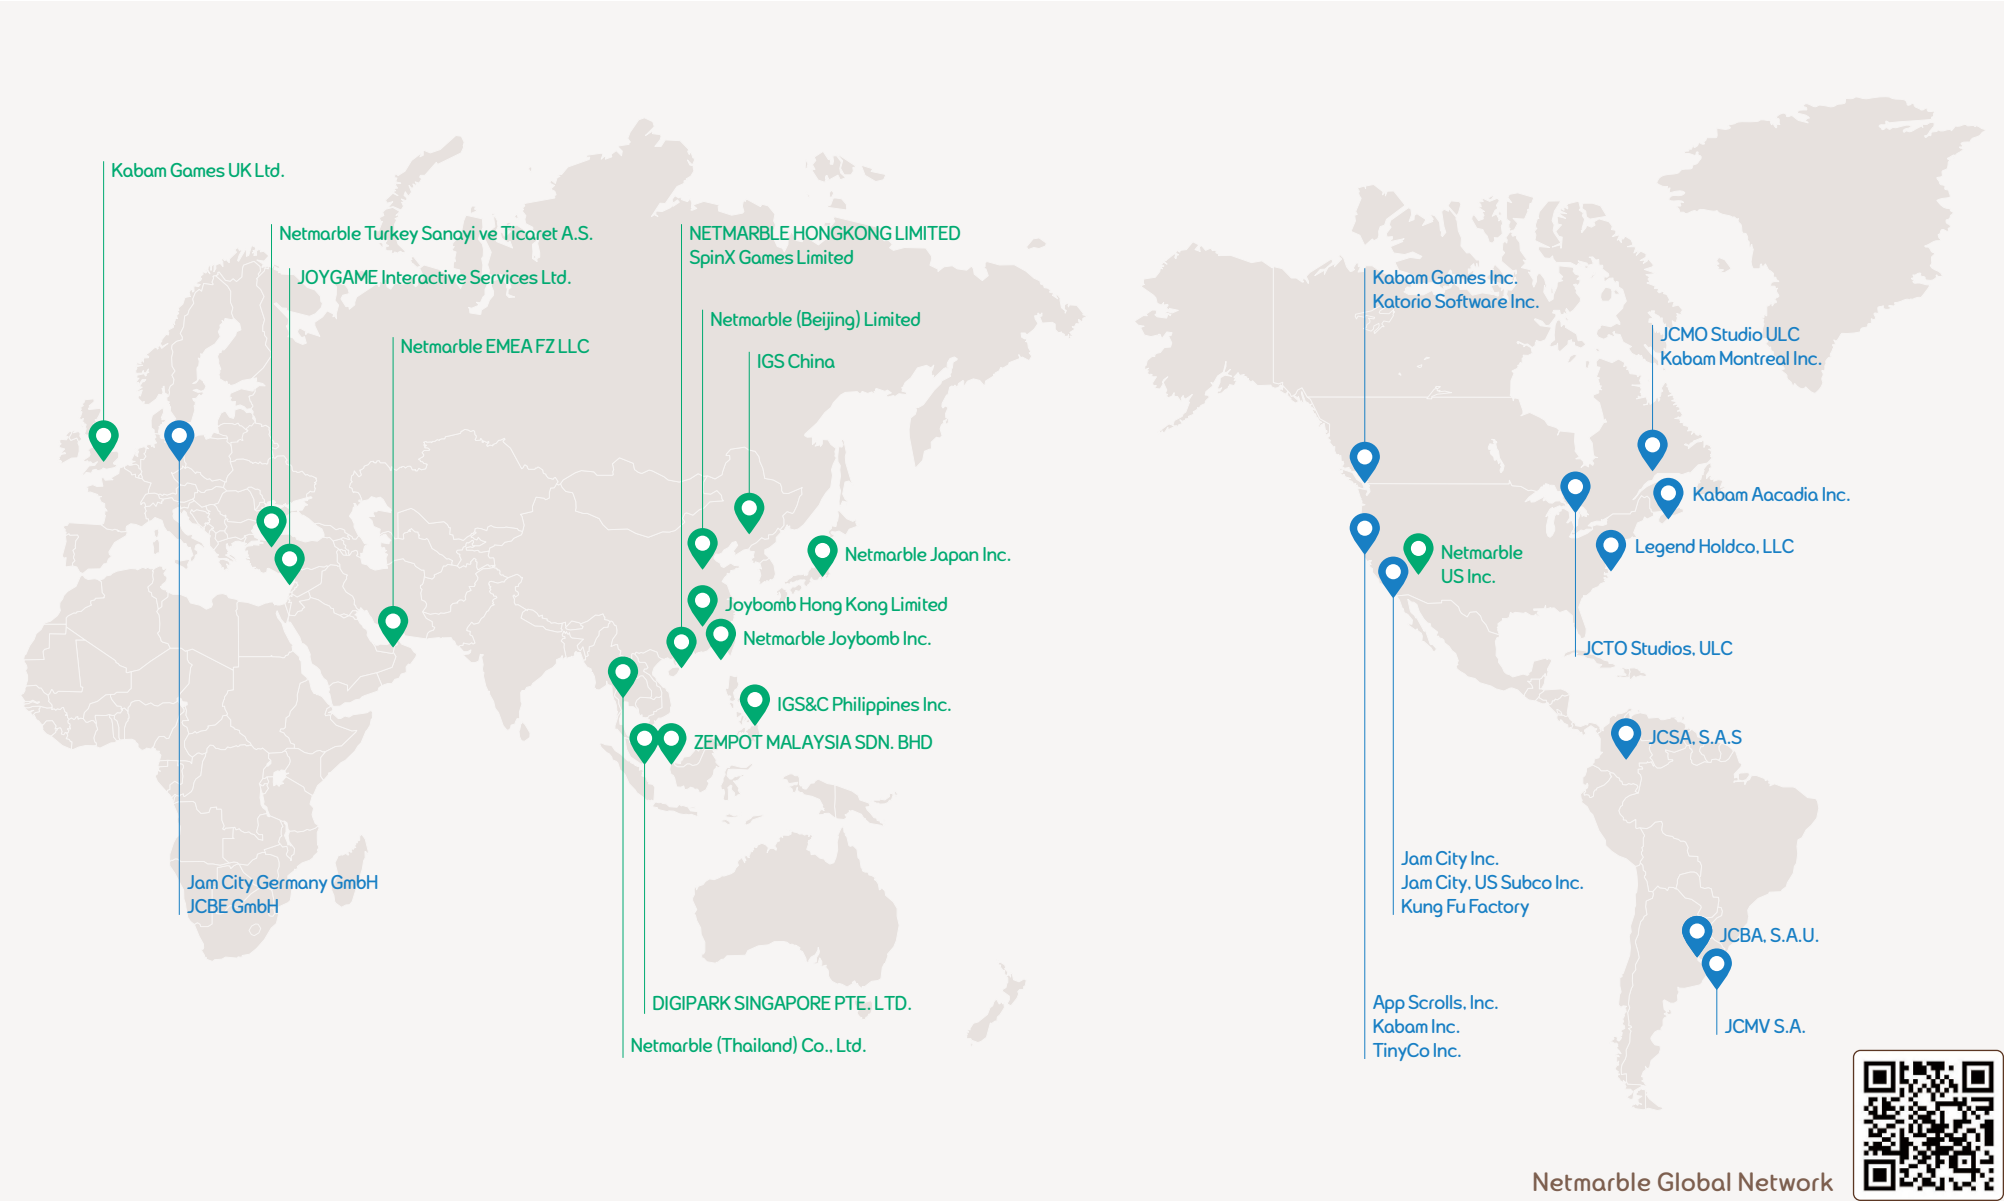 Kabam Games UK Ltd.
Netmarble Turkey Sanayi ve Ticaret A.S.
JOYGAME Interactive Services Ltd.
Netmarble EMEA FZ LLC
NETMARBLE HONGKONG LIMITED
SpinX Games Limited
Netmarble (Beijing) Limited
IGS China
Netmarble Japan Inc.
Joybomb Hong Kong Limited
Netmarble Joybomb Inc.
IGS&C Philippines Inc.
ZEMPOT MALAYSIA SDN. BHD
Jam City Germany GmbH
JCBE GmbH
DIGIPARK SINGAPORE PTE. LTD.
Netmarble (Thailand) Co., Ltd.
Kabam Games Inc.
Katorio Software Inc.
JCMO Studio ULC
Kabam Montreal Inc.
Kabam Aacadia Inc.
Legend Holdco, LLC
Netmarble
US Inc.
JCTO Studios, ULC
JCSA, S.A.S
Jam City Inc.
Jam City, US Subco Inc.
Kung Fu Factory
JCBA, S.A.U.
App Scrolls, Inc.
Kabam Inc.
TinyCo Inc.
JCMV S.A.
Netmarble Global Network